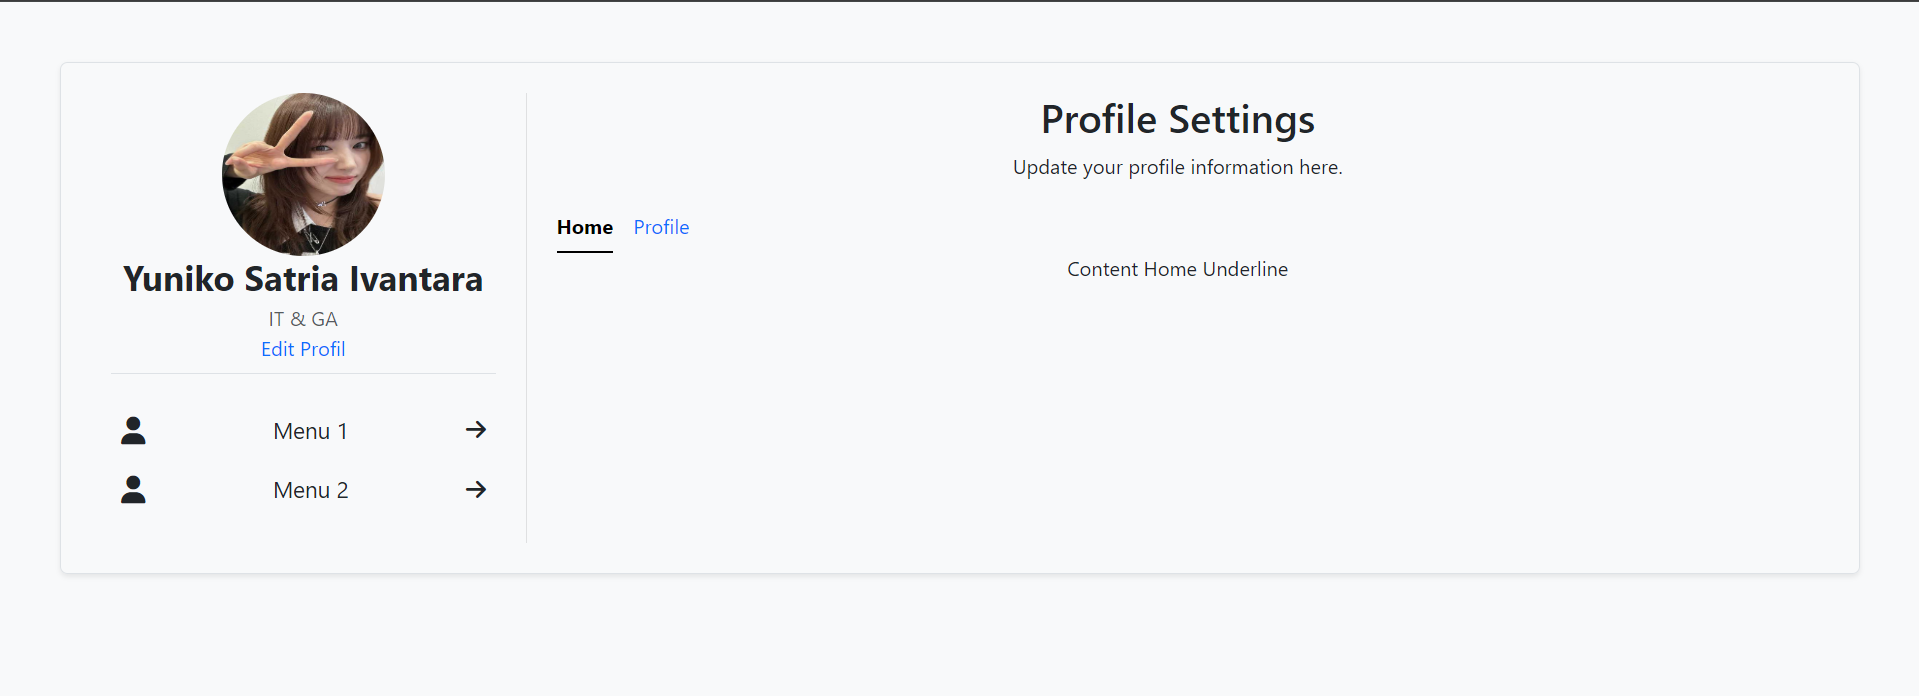 Yuniko Satria Ivantara
IT & GA
Edit Profil
Menu 1
Menu 2
Profile Settings
Update your profile information here.
Home Profile
Content Home Underline